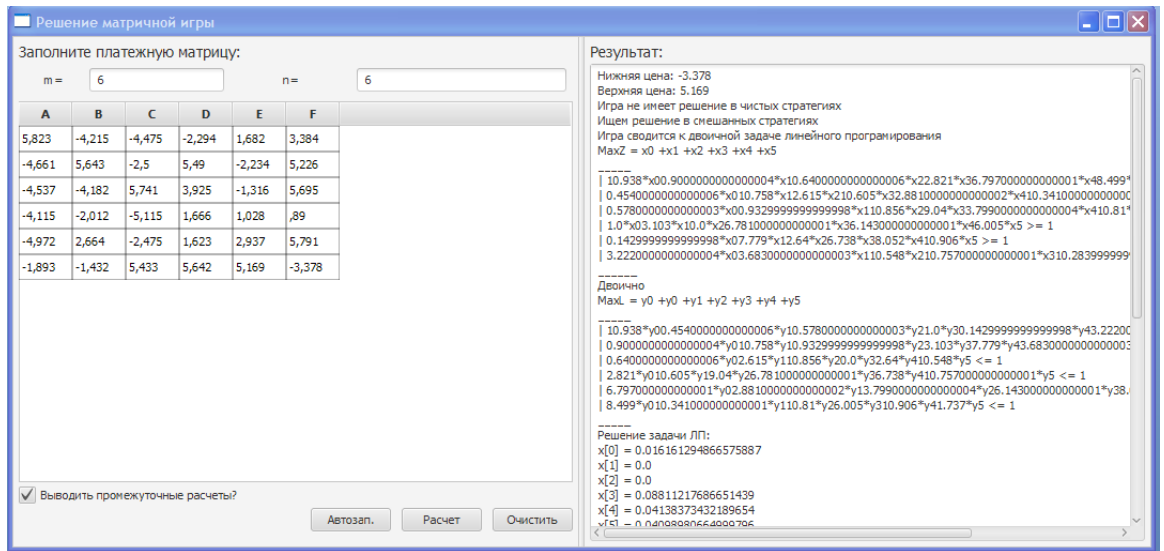 Решение матричной игры
Заполните платежную матрицу:
m = 6 n = 6
A B C D E F
5,823 -4,215 -4,475 -2,294 1,682 3,384
-4,661 5,643 -2,5 5,49 -2,234 5,226
-4,537 -4,182 5,741 3,925 -1,316 5,695
-4,115 -2,012 -5,115 1,666 1,028 ,89
-4,972 2,664 -2,475 1,623 2,937 5,791
-1,893 -1,432 5,433 5,642 5,169 -3,378
Выводить промежуточные расчеты?
Автозап. Расчет Очистить
Результат:
Нижняя цена: -3.378
Верхняя цена: 5.169
Игра не имеет решение в чистых стратегиях
Ищем решение в смешанных стратегиях
Игра сводится к двоичной задаче линейного програмирования
MaxZ = x0 +x1 +x2 +x3 +x4 +x5
_____
| 10.938*x00.9000000000000004*x10.6400000000000006*x22.821*x36.797000000000001*x48.499*
| 0.4540000000000006*x010.758*x12.615*x210.605*x32.8810000000000002*x410.3410000000000
| 0.5780000000000003*x00.9329999999999998*x110.856*x29.04*x33.7990000000000004*x410.81*
| 1.0*x03.103*x10.0*x26.781000000000001*x36.143000000000001*x46.005*x5 >= 1
| 0.1429999999999998*x07.779*x12.64*x26.738*x38.052*x410.906*x5 >= 1
| 3.2220000000000004*x03.6830000000000003*x110.548*x210.757000000000001*x310.283999999
______
Двоично
MaxL = y0 +y0 +y1 +y2 +y3 +y4 +y5
_____
| 10.938*y00.4540000000000006*y10.5780000000000003*y21.0*y30.1429999999999998*y43.22200
| 0.9000000000000004*y010.758*y10.9329999999999998*y23.103*y37.779*y43.6830000000000003
| 0.6400000000000006*y02.615*y110.856*y20.0*y32.64*y410.548*y5 <= 1
| 2.821*y010.605*y19.04*y26.781000000000001*y36.738*y410.757000000000001*y5 <= 1
| 6.797000000000001*y02.8810000000000002*y13.7990000000000004*y26.143000000000001*y38.
| 8.499*y010.341000000000001*y110.81*y26.005*y310.906*y41.737*y5 <= 1
_____
Решение задачи ЛП:
x[0] = 0.016161294866575887
x[1] = 0.0
x[2] = 0.0
x[3] = 0.08811217686651439
x[4] = 0.04138373432189654
x[5] = 0.04098980664999796